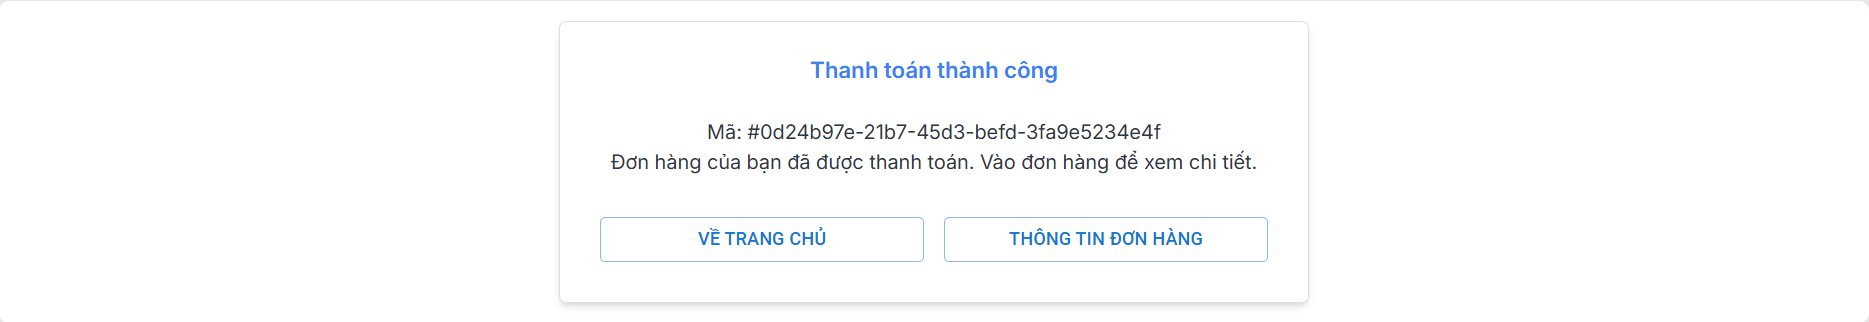 Thanh toán thành công
Mã: #0d24b97e-21b7-45d3-befd-3fa9e5234e4f
Đơn hàng của bạn đã được thanh toán. Vào đơn hàng để xem chi tiết.
VỀ TRANG CHỦ
THÔNG TIN ĐƠN HÀNG